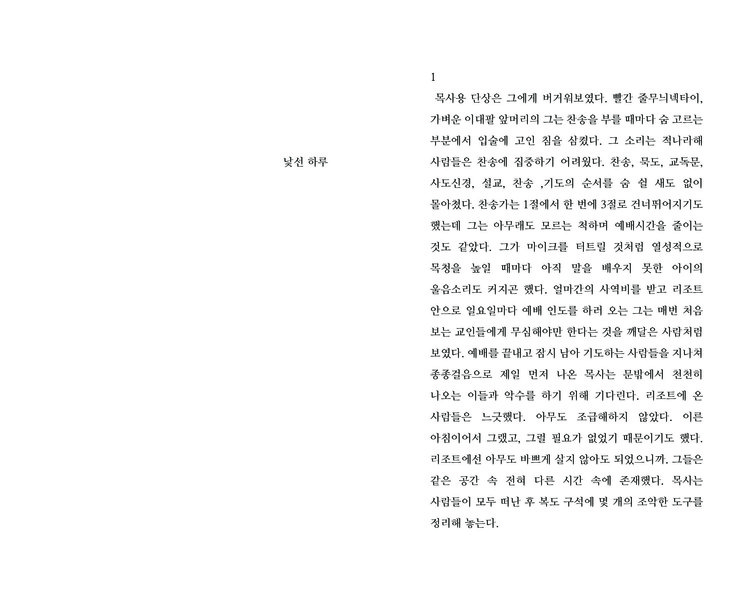 낯선 하루
1
목사용 단상은 그에게 버거워보였다. 빨간 줄무늬넥타이,
가벼운 이대팔 앞머리의 그는 찬송을 부를 때마다 숨 고르는
부분에서 입술에 고인 침을 삼켰다. 그 소리는 적나라해
사람들은 찬송에 집중하기 어려웠다. 찬송, 묵도, 교독문,
사도신경, 설교, 찬송 ,기도의 순서를 숨 쉴 새도 없이
몰아쳤다. 찬송가는 1절에서 한 번에 3절로 건너뛰어지기도
했는데 그는 아무래도 모르는 척하며 예배시간을 줄이는
것도 같았다. 그가 마이크를 터트릴 것처럼 열성적으로
목청을 높일 때마다 아직 말을 배우지 못한 아이의
울음소리도 커지곤 했다. 얼마간의 사역비를 받고 리조트
안으로 일요일마다 예배 인도를 하러 오는 그는 매번 처음
보는 교인들에게 무심해야만 한다는 것을 깨달은 사람처럼
보였다. 예배를 끝내고 잠시 남아 기도하는 사람들을 지나쳐
종종걸음으로 제일 먼저 나온 목사는 문밖에서 천천히
나오는 이들과 악수를 하기 위해 기다린다. 리조트에 온
사람들은 느긋했다. 아무도 조급해하지 않았다. 이른
아침이어서 그랬고, 그럴 필요가 없었기 때문이기도 했다.
리조트에선 아무도 바쁘게 살지 않아도 되었으니까. 그들은
같은 공간 속 전혀 다른 시간 속에 존재했다. 목사는
사람들이 모두 떠난 후 복도 구석에 몇 개의 조악한 도구를
정리해 놓는다.